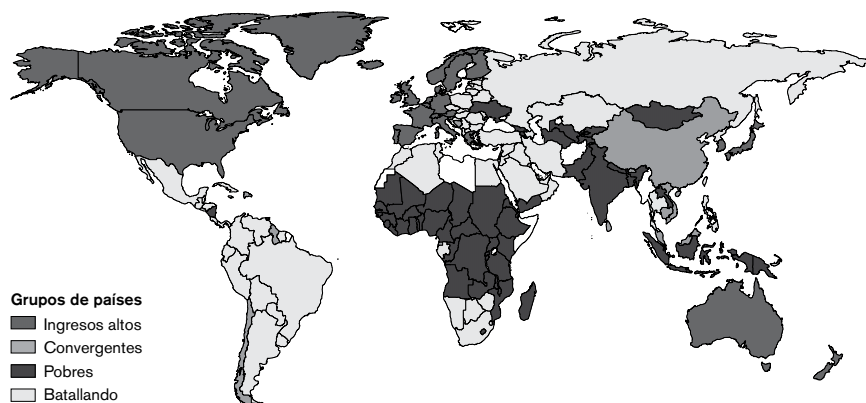 Grupos de países
Ingresos altos
Convergentes
Pobres
Batallando